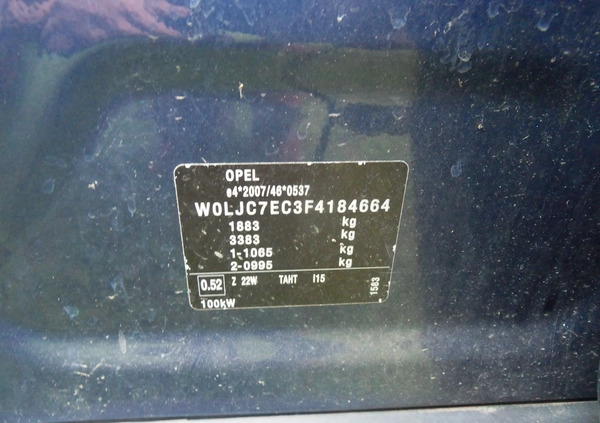 OPEL
e4*2007/46*0537
W0LJC7EC3F4184664
1883 kg
3383 kg
1-1065 kg
2-0995 kg
0.52 Z 22W TAHT I15 1583
100kW